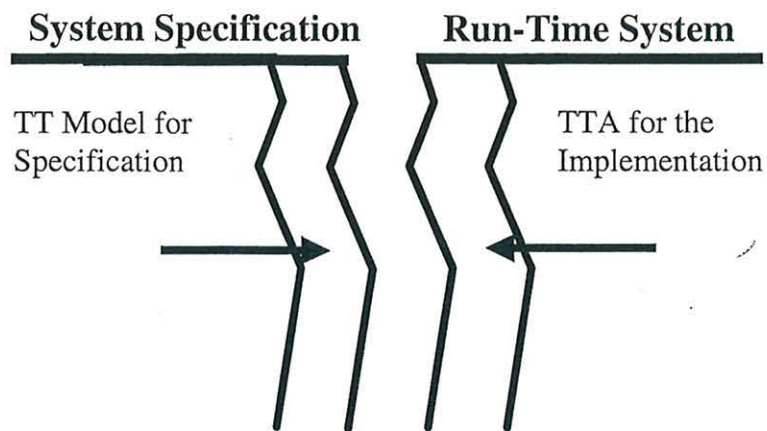 System Specification
Run-Time System
TT Model for
Specification
TTA for the
Implementation